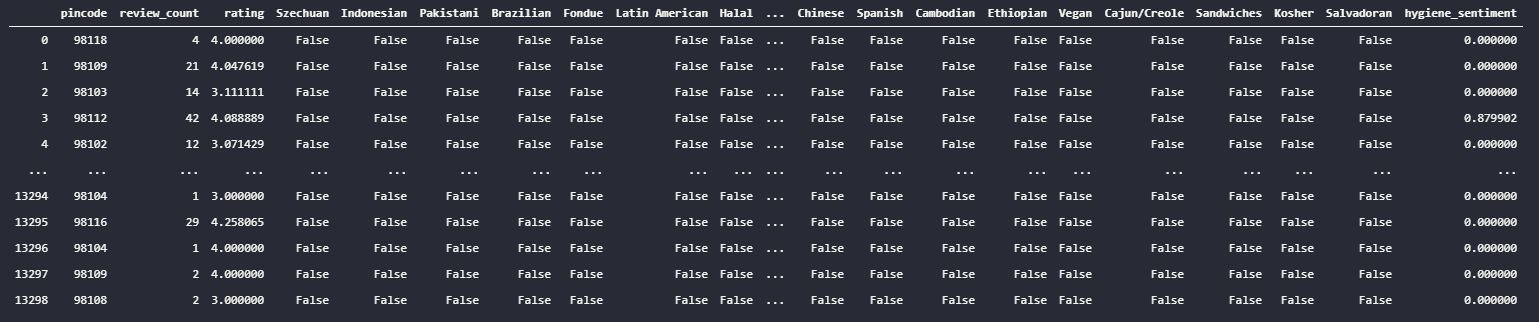 pincode review_count rating Szechuan Indonesian Pakistani Brazilian Fondue Latin American Halal ... Chinese Spanish Cambodian Ethiopian Vegan Cajun/Creole Sandwiches Kosher Salvadoran hygiene_sentiment
0 98118 4 4.000000 False False False False False False False ... False False False False False False False False False 0.000000
1 98109 21 4.047619 False False False False False False False ... False False False False False False False False False 0.000000
2 98103 14 3.111111 False False False False False False False ... False False False False False False False False False 0.000000
3 98112 42 4.088889 False False False False False False False ... False False False False False False False False False 0.879902
4 98102 12 3.071429 False False False False False False False ... False False False False False False False False False 0.000000
... ... ... ... ... ... ... ... ... ... ... ... ... ... ... ... ... ... ... ... ... ...
13294 98104 1 3.000000 False False False False False False False ... False False False False False False False False False 0.000000
13295 98116 29 4.258065 False False False False False False False ... False False False False False False False False False 0.000000
13296 98104 1 4.000000 False False False False False False False ... False False False False False False False False False 0.000000
13297 98109 2 4.000000 False False False False False False False ... False False False False False False False False False 0.000000
13298 98108 2 3.000000 False False False False False False False ... False False False False False False False False False 0.000000